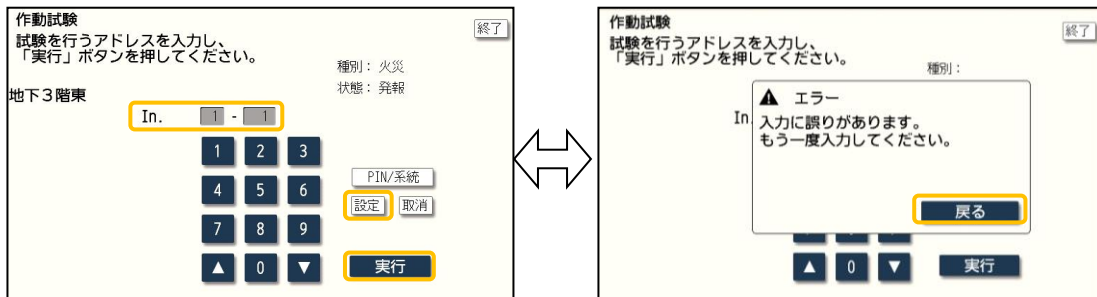 作動試験
終了
試験を行うアドレスを入力し、
「実行」ボタンを押してください。
種別： 火災
状態： 発報
地下３階東
In. 1 - 1
1 2 3
4 5 6
PIN/系統
設定 取消
7 8 9
▲ 0 ▼
実行
作動試験
終了
試験を行うアドレスを入力し、
「実行」ボタンを押してください。
種別：
In.
エラー
入力に誤りがあります。
もう一度入力してください。
戻る
▲ 0 ▼
実行